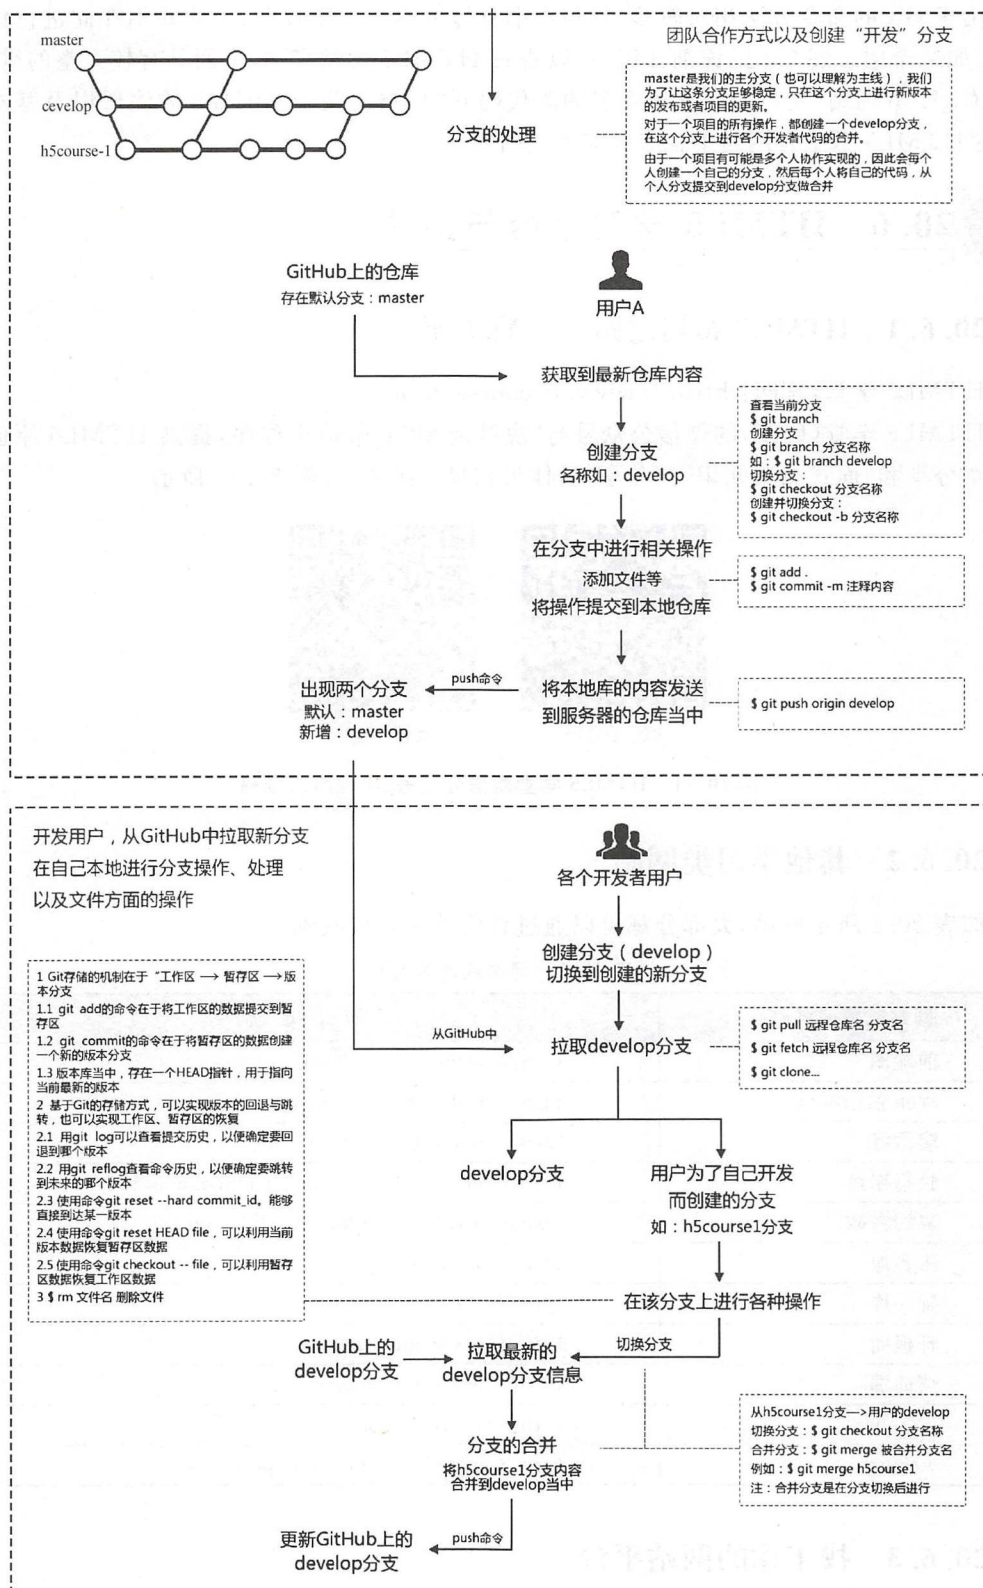 master
cevelop
h5course-1
团队合作方式以及创建“开发”分支
分支的处理
master是我们的主分支（也可以理解为主线），我们
为了让这条分支足够稳定，只在这个分支上进行新版本
的发布或者项目的更新。
对于一个项目的所有操作，都创建一个develop分支，
在这个分支上进行各个开发者代码的合并。
由于一个项目有可能是多个人协作实现的，因此会每个
人创建一个自己的分支，然后每个人将自己的代码，从
个人分支提交到develop分支做合并
GitHub上的仓库
存在默认分支：master
用户A
获取到最新仓库内容
创建分支
名称如：develop
查看当前分支
$ git branch
创建分支
$ git branch 分支名称
如：$ git branch develop
切换分支：
$ git checkout 分支名称
创建并切换分支：
$ git checkout -b 分支名称
在分支中进行相关操作
添加文件等
将操作提交到本地仓库
$ git add .
$ git commit -m 注释内容
出现两个分支
默认：master
新增：develop
push命令
将本地库的内容发送
到服务器的仓库当中
$ git push origin develop
开发用户，从GitHub中拉取新分支
在自己本地进行分支操作、处理
以及文件方面的操作
各个开发者用户
创建分支（develop）
切换到创建的新分支
1 Git存储的机制在于“工作区 —> 暂存区 —>版
本分支
1.1 git add的命令在于将工作区的数据提交到暂
存区
1.2 git commit的命令在于将暂存区的数据创建
一个新的版本分支
1.3 版本库当中，存在一个HEAD指针，用于指向
当前最新的版本
2 基于Git的存储方式，可以实现版本的回退与跳
转，也可以实现工作区、暂存区的恢复
2.1 用git log可以查看提交历史，以便确定要回
退到哪个版本
2.2 用git reflog查看命令历史，以便确定要跳转
到未来的哪个版本
2.3 使用命令git reset --hard commit_id。能够
直接到达某一版本
2.4 使用命令git reset HEAD file，可以利用当前
版本数据恢复暂存区数据
2.5 使用命令git checkout -- file，可以利用暂存
区数据恢复工作区数据
3 $ rm 文件名 删除文件
从GitHub中
拉取develop分支
$ git pull 远程仓库名 分支名
$ git fetch 远程仓库名 分支名
$ git clone...
develop分支
用户为了自己开发
而创建的分支
如：h5course1分支
在该分支上进行各种操作
GitHub上的
develop分支
拉取最新的
develop分支信息
切换分支
分支的合并
将h5course1分支内容
合并到develop当中
从h5course1分支—>用户的develop
切换分支：$ git checkout 分支名称
合并分支：$ git merge 被合并分支名
例如：$ git merge h5course1
注：合并分支是在分支切换后进行
更新GitHub上的
develop分支
push命令